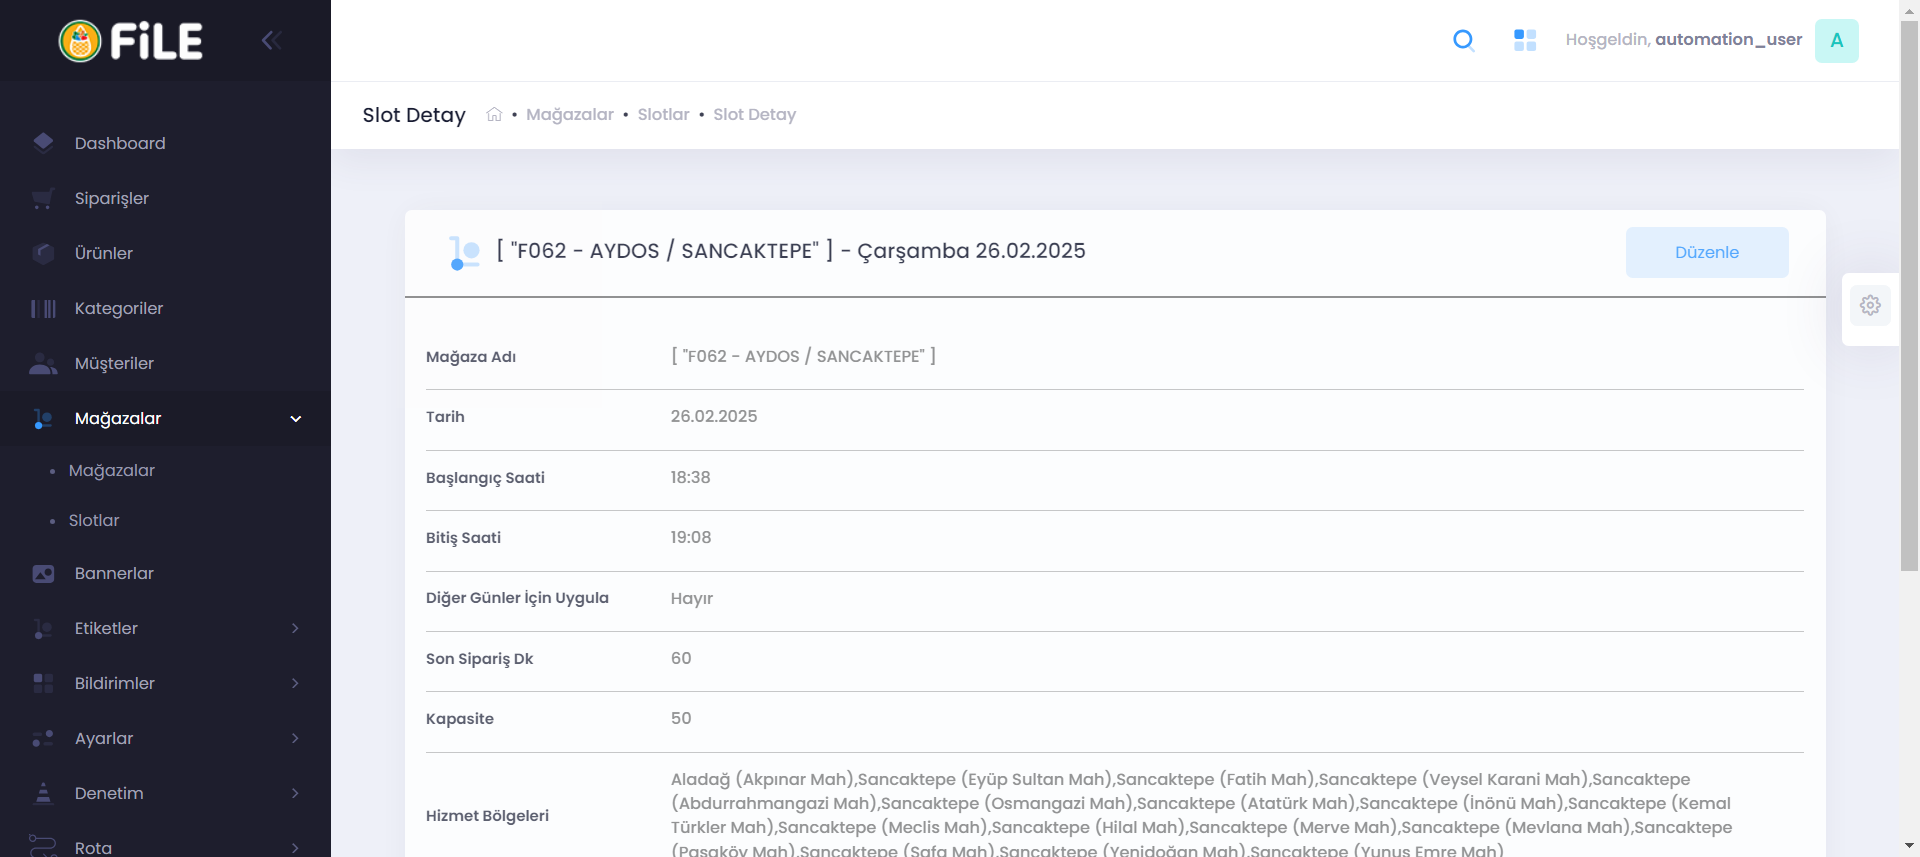 FiLE
Hoşgeldin, automation_user
A
Slot Detay
Mağazalar • Slotlar • Slot Detay
Dashboard
Siparişler
Ürünler
Kategoriler
Müşteriler
Mağazalar
Mağazalar
Slotlar
Bannerlar
Etiketler
Bildirimler
Ayarlar
Denetim
Rota
[ "F062 - AYDOS / SANCAKTEPE" ] - Çarşamba 26.02.2025
Düzenle
Mağaza Adı [ "F062 - AYDOS / SANCAKTEPE" ]
Tarih 26.02.2025
Başlangıç Saati 18:38
Bitiş Saati 19:08
Diğer Günler İçin Uygula Hayır
Son Sipariş Dk 60
Kapasite 50
Hizmet Bölgeleri
Aladağ (Akpınar Mah),Sancaktepe (Eyüp Sultan Mah),Sancaktepe (Fatih Mah),Sancaktepe (Veysel Karani Mah),Sancaktepe
(Abdurrahmangazi Mah),Sancaktepe (Osmangazi Mah),Sancaktepe (Atatürk Mah),Sancaktepe (İnönü Mah),Sancaktepe (Kemal
Türkler Mah),Sancaktepe (Meclis Mah),Sancaktepe (Hilal Mah),Sancaktepe (Merve Mah),Sancaktepe (Mevlana Mah),Sancaktepe
(Paşaköy Mah),Sancaktepe (Safa Mah),Sancaktepe (Yenidoğan Mah),Sancaktepe (Yunus Emre Mah)